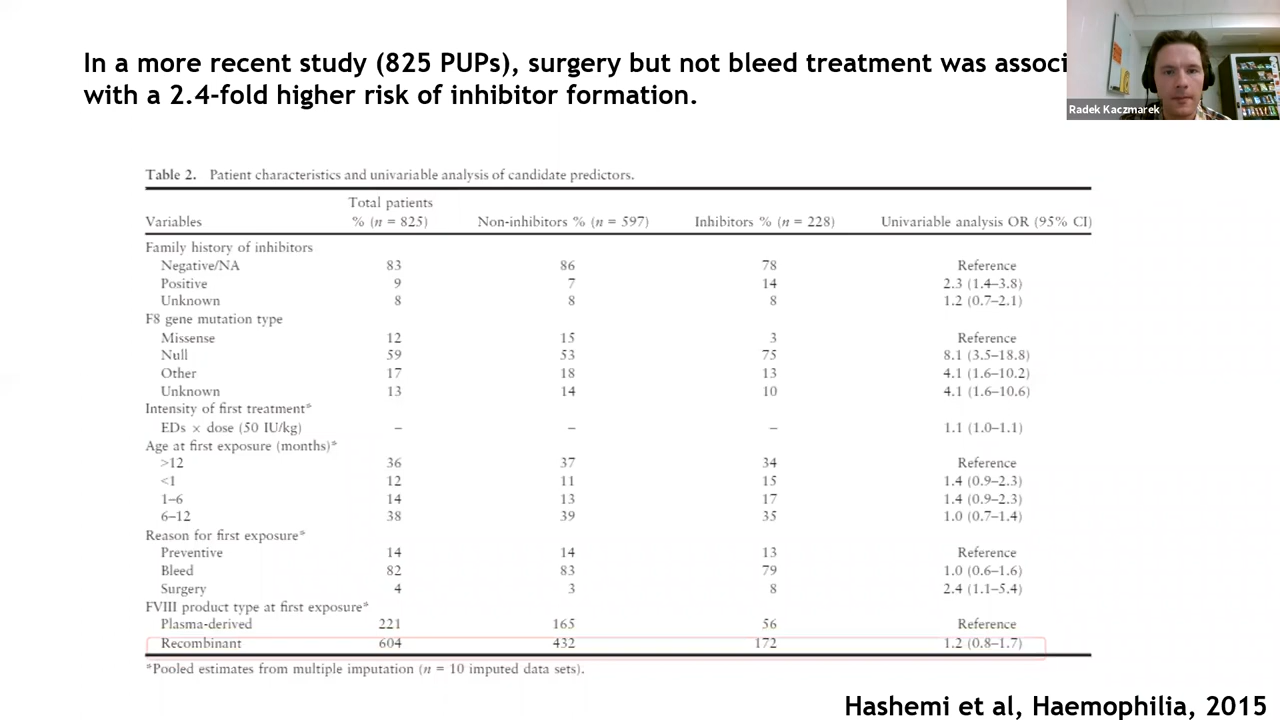 In a more recent study (825 PUPs), surgery but not bleed treatment was associ
with a 2.4-fold higher risk of inhibitor formation.
Radek Kaczmarek
Table 2. Patient characteristics and univariable analysis of candidate predictors.
Total patients
Variables % (n = 825) Non-inhibitors % (n = 597) Inhibitors % (n = 228) Univariable analysis OR (95% CI)
Family history of inhibitors
Negative/NA 83 86 78 Reference
Positive 9 7 14 2.3 (1.4–3.8)
Unknown 8 8 8 1.2 (0.7–2.1)
F8 gene mutation type
Missense 12 15 3 Reference
Null 59 53 75 8.1 (3.5–18.8)
Other 17 18 13 4.1 (1.6–10.2)
Unknown 13 14 10 4.1 (1.6–10.6)
Intensity of first treatment*
EDs × dose (50 IU/kg) – – – 1.1 (1.0–1.1)
Age at first exposure (months)*
>12 36 37 34 Reference
<1 12 11 15 1.4 (0.9–2.3)
1–6 14 13 17 1.4 (0.9–2.3)
6–12 38 39 35 1.0 (0.7–1.4)
Reason for first exposure*
Preventive 14 14 13 Reference
Bleed 82 83 79 1.0 (0.6–1.6)
Surgery 4 3 8 2.4 (1.1–5.4)
FVIII product type at first exposure*
Plasma-derived 221 165 56 Reference
Recombinant 604 432 172 1.2 (0.8–1.7)
*Pooled estimates from multiple imputation (n = 10 imputed data sets).
Hashemi et al, Haemophilia, 2015